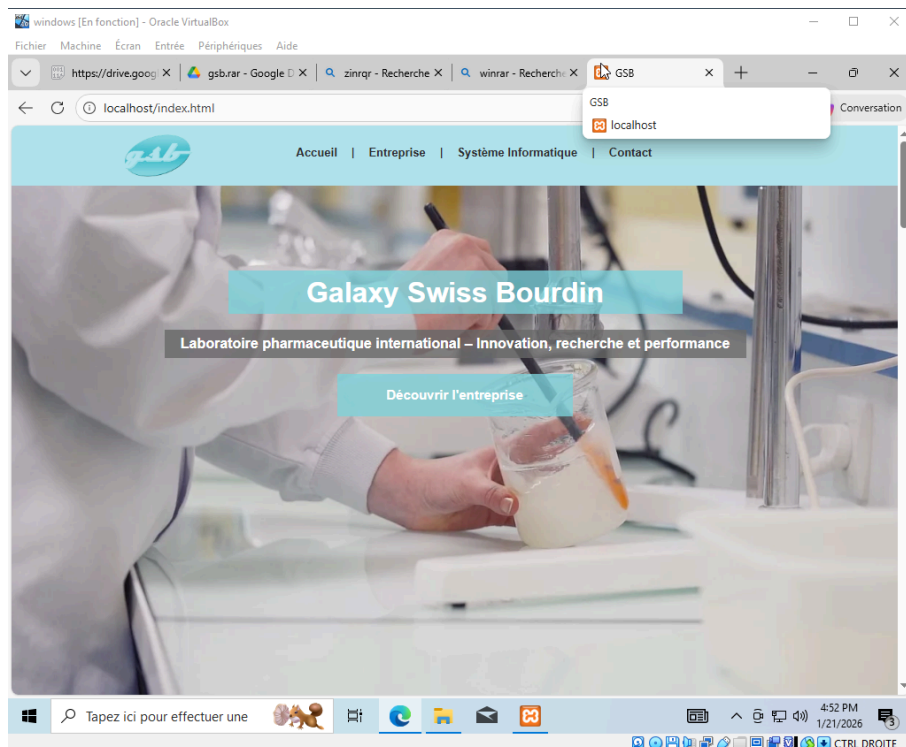 windows [En fonction] - Oracle VirtualBox
Fichier Machine Écran Entrée Périphériques Aide
https://drive.goog gsb.rar - Google D zinrqr - Recherche winrar - Recherche GSB
localhost/index.html
GSB
localhost
Conversation
gsb
Accueil | Entreprise | Système Informatique | Contact
Galaxy Swiss Bourdin
Laboratoire pharmaceutique international – Innovation, recherche et performance
Découvrir l'entreprise
Tapez ici pour effectuer une
4:52 PM
1/21/2026
3
CTRL DROITE